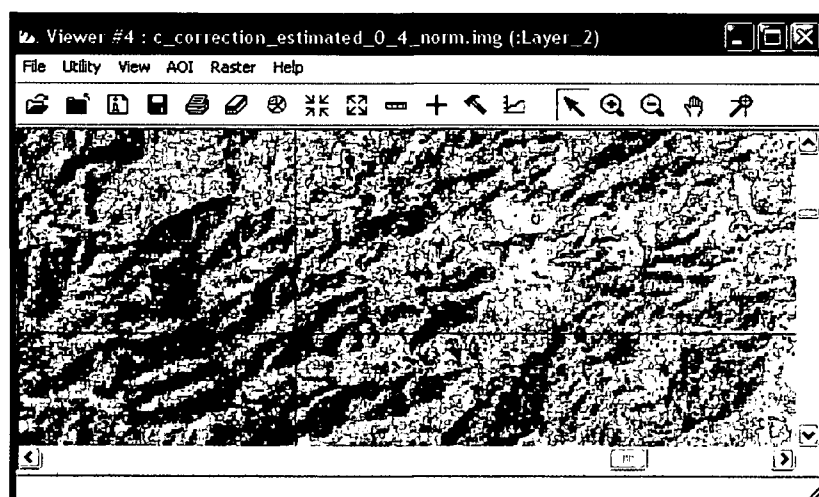 Viewer #4 : c_correction_estimated_0_4_norm.img (:Layer_2)
File Utility View AOI Raster Help